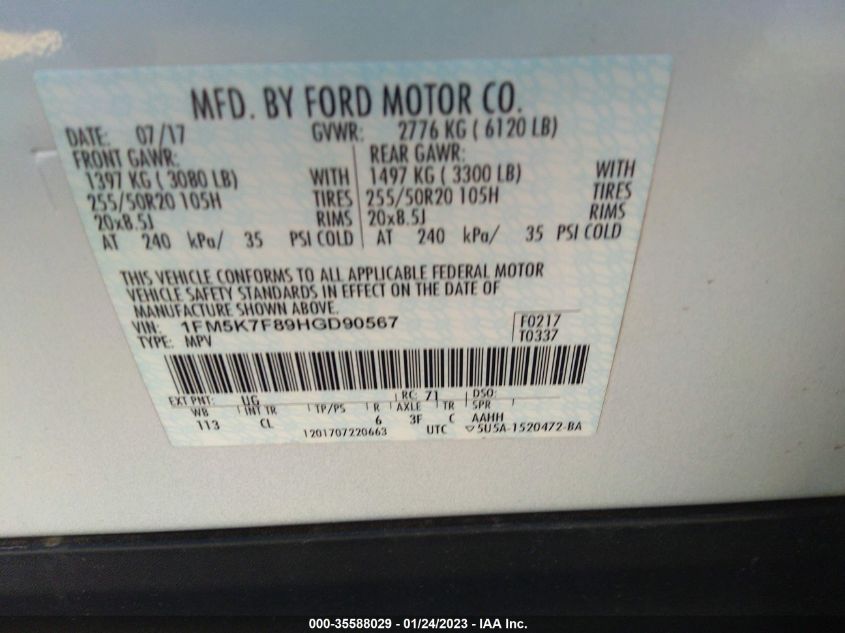 MFD. BY FORD MOTOR CO.
DATE: 07/17 GVWR: 2776 KG ( 6120 LB)
FRONT GAWR: REAR GAWR:
1397 KG ( 3080 LB) WITH 1497 KG ( 3300 LB) WITH
255/50R20 105H TIRES 255/50R20 105H TIRES
20x8.5J RIMS 20x8.5J RIMS
AT 240 kPa/ 35 PSI COLD AT 240 kPa/ 35 PSI COLD
THIS VEHICLE CONFORMS TO ALL APPLICABLE FEDERAL MOTOR
VEHICLE SAFETY STANDARDS IN EFFECT ON THE DATE OF
MANUFACTURE SHOWN ABOVE.
VIN: 1FM5K7F89HGD90567 F0217
TYPE: MPV T0337
EXT PNT: UG RC: 71 DSO:
WB INT TR TP/PS R AXLE TR SPR
113 CL 6 3F C AAHH
1201707220663 UTC ▽5U5A-1520472-BA
000-35588029 - 01/24/2023 - IAA Inc.